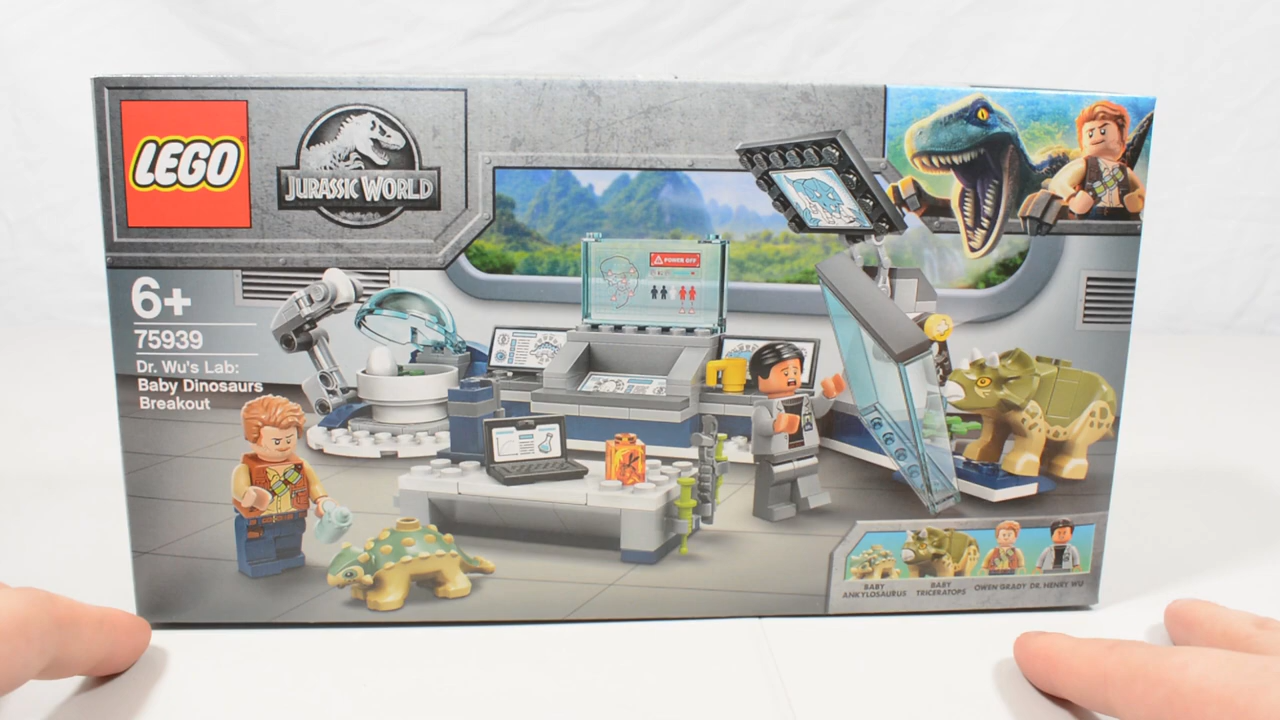 LEGO
JURASSIC WORLD
6+
75939
Dr. Wu's Lab:
Baby Dinosaurs
Breakout
POWER OFF
BABY
ANKYLOSAURUS
BABY
TRICERATOPS
OWEN GRADY
DR. HENRY WU